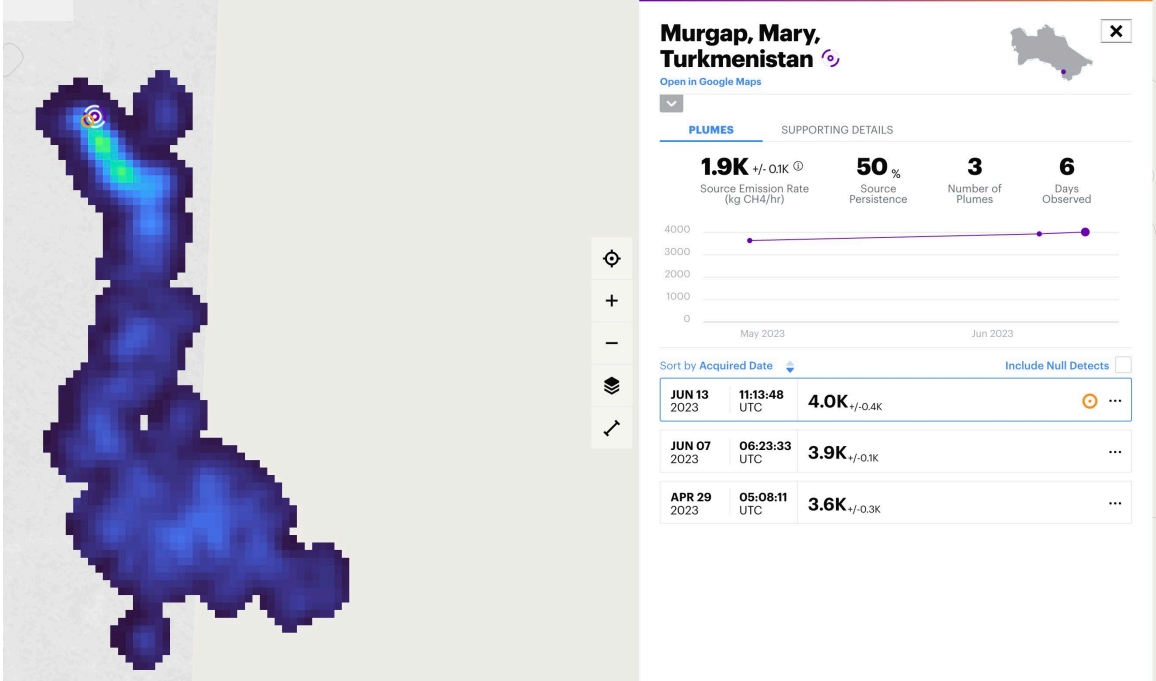 Murgap, Mary,
Turkmenistan
Open in Google Maps
PLUMES SUPPORTING DETAILS
1.9K +/- 0.1K 50 % 3 6
Source Emission Rate Source Number of Days
(kg CH4/hr) Persistence Plumes Observed
4000
3000
2000
1000
0
May 2023 Jun 2023
Sort by Acquired Date Include Null Detects
JUN 13 11:13:48 4.0K +/-0.4K
2023 UTC
JUN 07 06:23:33 3.9K +/-0.1K
2023 UTC
APR 29 05:08:11 3.6K +/-0.3K
2023 UTC